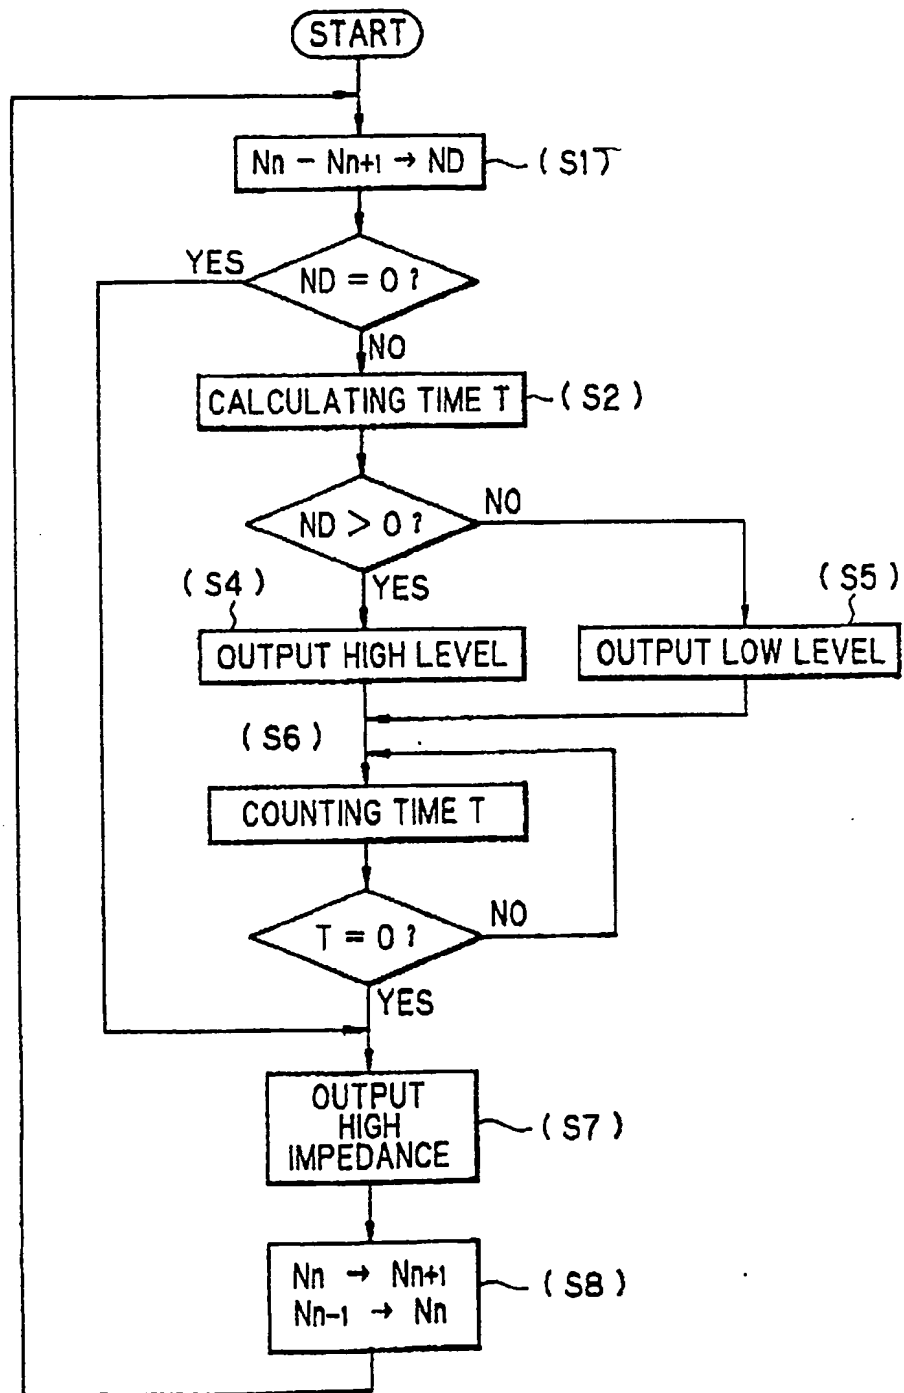 START
Nn − Nn+1 → ND
(S1)
YES
ND = 0?
NO
CALCULATING TIME T
(S2)
ND > 0?
NO
YES
(S4)
(S5)
OUTPUT HIGH LEVEL
OUTPUT LOW LEVEL
(S6)
COUNTING TIME T
T = 0?
NO
YES
OUTPUT
HIGH
IMPEDANCE
(S7)
Nn → Nn+1
Nn-1 → Nn
(S8)